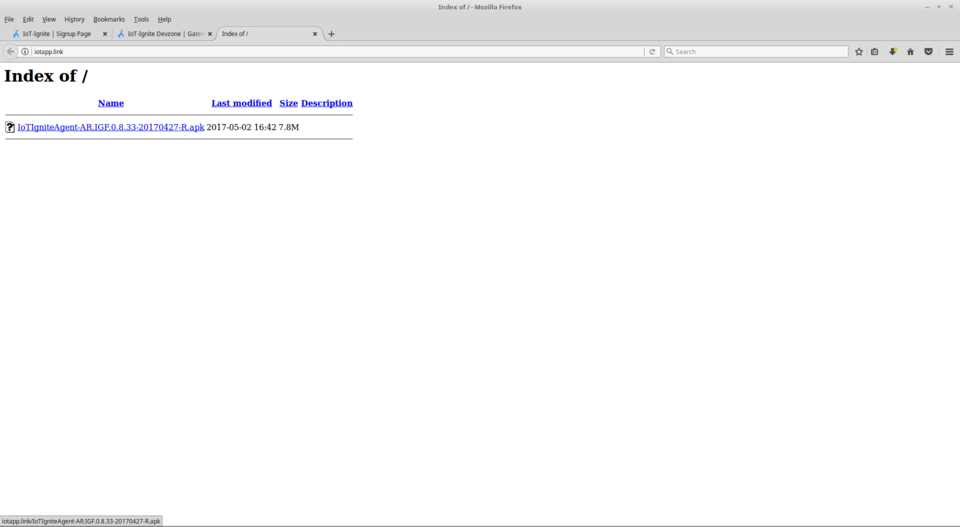 Index of / - Mozilla Firefox
File Edit View History Bookmarks Tools Help
IoT-Ignite | Signup Page IoT-Ignite Devzone | Gate Index of /
iotapp.link Search
Index of /
Name Last modified Size Description
IoTIgniteAgent-AR.IGF.0.8.33-20170427-R.apk 2017-05-02 16:42 7.8M
iotapp.link/IoTIgniteAgent-AR.IGF.0.8.33-20170427-R.apk